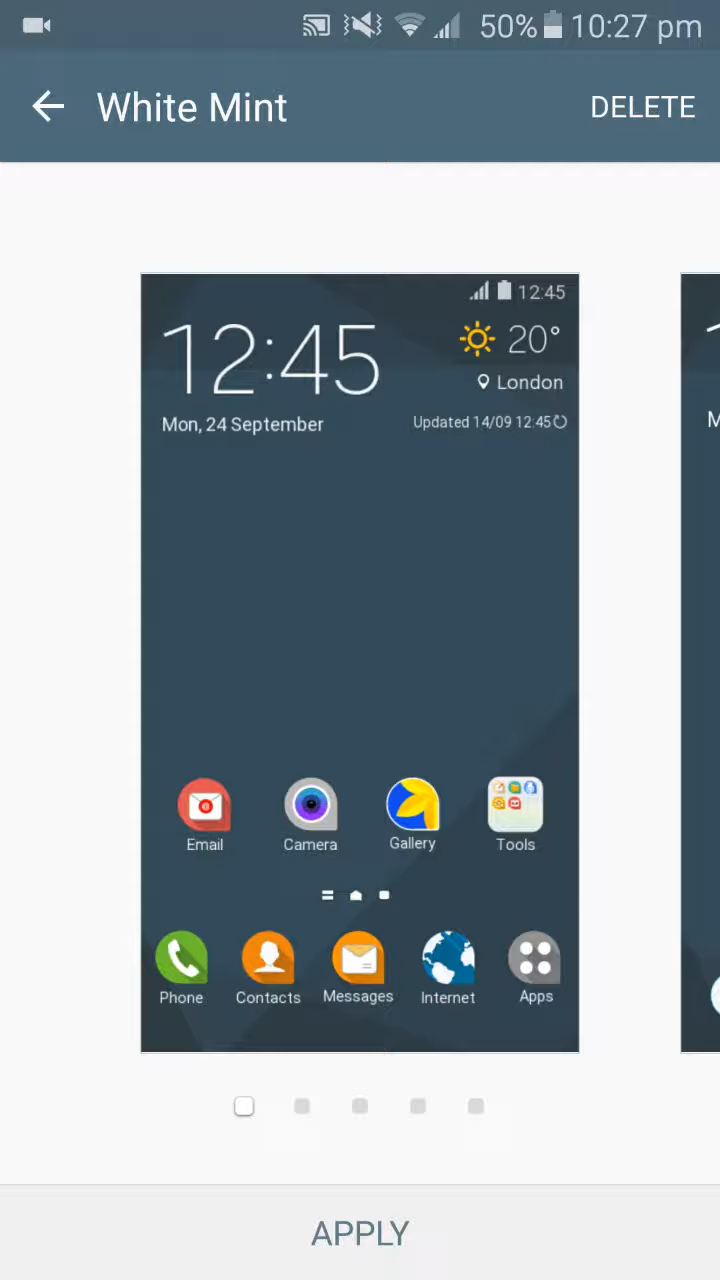 50% 10:27 pm
White Mint DELETE
12:45
12:45 20°
London
Mon, 24 September Updated 14/09 12:45
M
Email Camera Gallery Tools
Phone Contacts Messages Internet Apps
APPLY